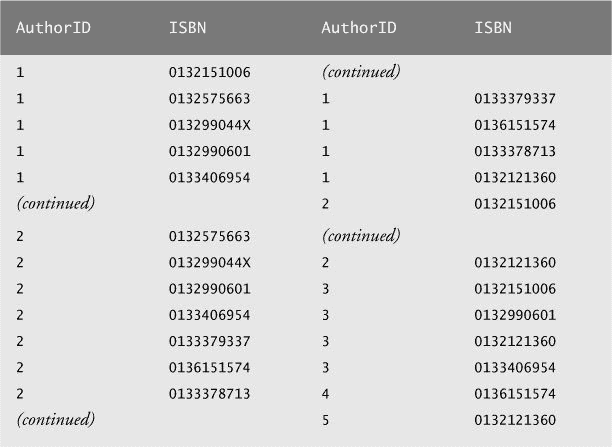 AuthorID ISBN AuthorID ISBN
1 0132151006 (continued)
1 0132575663 1 0133379337
1 013299044X 1 0136151574
1 0132990601 1 0133378713
1 0133406954 1 0132121360
(continued) 2 0132151006
2 0132575663 (continued)
2 013299044X 2 0132121360
2 0132990601 3 0132151006
2 0133406954 3 0132990601
2 0133379337 3 0132121360
2 0136151574 3 0133406954
2 0133378713 4 0136151574
(continued) 5 0132121360